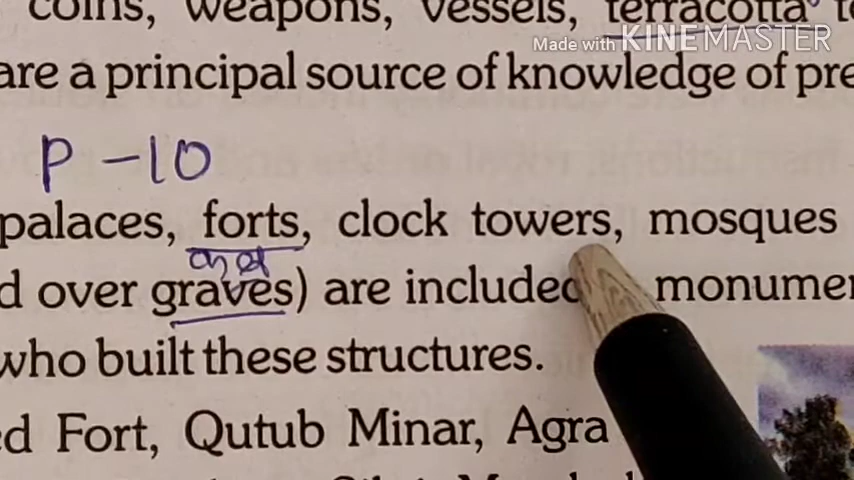 coins, weapons, vessels, terracotta
Made with KINEMASTER
are a principal source of knowledge of pre
P-10
palaces, forts, clock towers, mosques
d over graves) are included monumen
who built these structures.
ed Fort, Qutub Minar, Agra